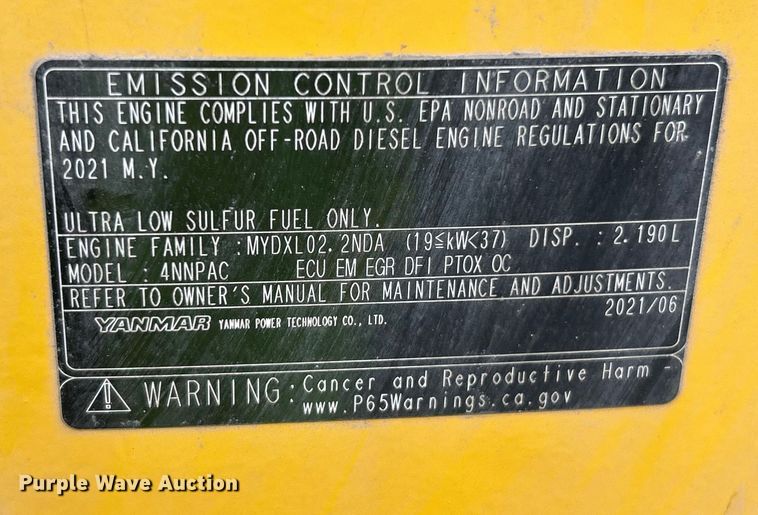 EMISSION CONTROL INFORMATION
THIS ENGINE COMPLIES WITH U.S. EPA NONROAD AND STATIONARY
AND CALIFORNIA OFF-ROAD DIESEL ENGINE REGULATIONS FOR
2021 M.Y.
ULTRA LOW SULFUR FUEL ONLY.
ENGINE FAMILY :MYDXL02.2NDA (19≦kW<37) DISP. : 2.190L
MODEL : 4NNPAC ECU EM EGR DFI PTOX OC
REFER TO OWNER'S MANUAL FOR MAINTENANCE AND ADJUSTMENTS.
2021/06
YANMAR YANMAR POWER TECHNOLOGY CO., LTD.
WARNING: Cancer and Reproductive Harm -
www.P65Warnings.ca.gov
Purple Wave Auction